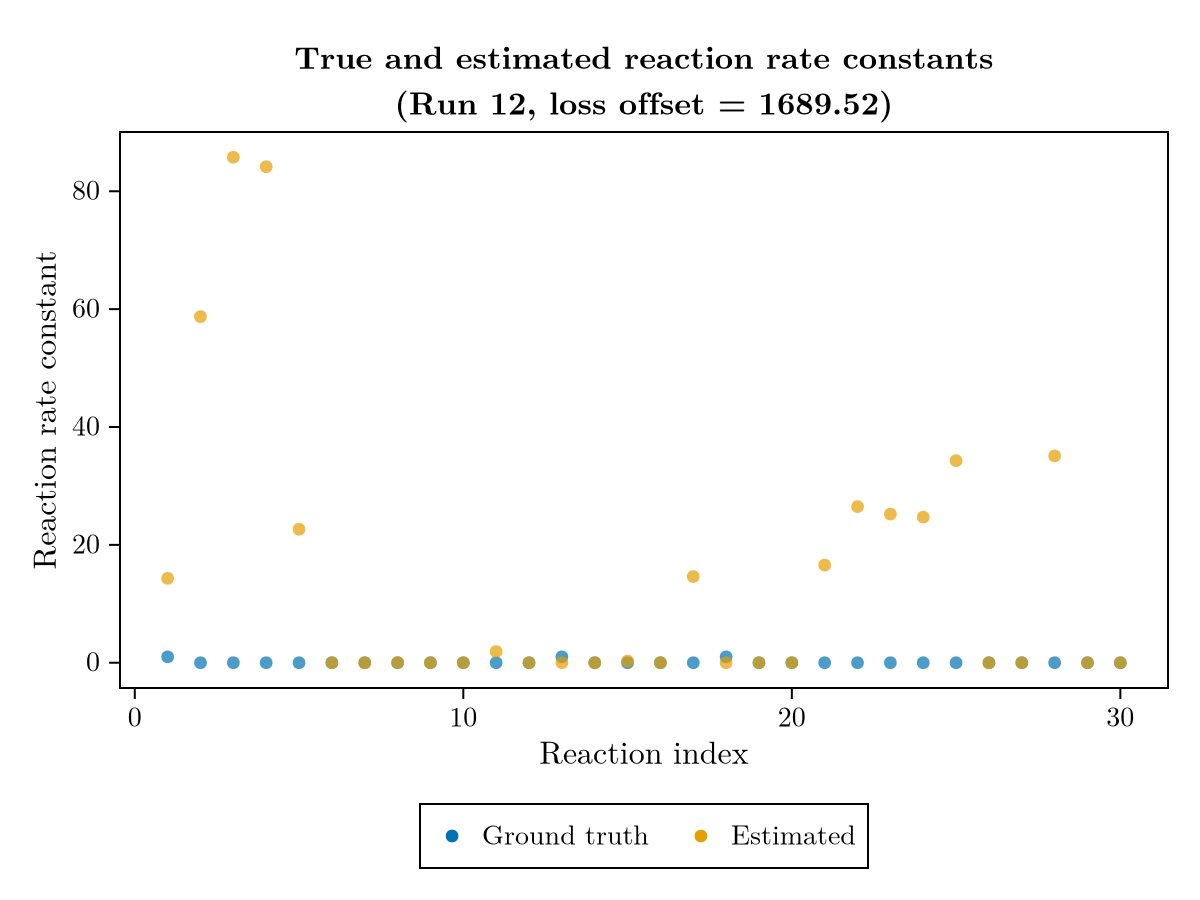 True and estimated reaction rate constants
(Run 12, loss offset = 1689.52)
Reaction rate constant
80
60
40
20
0
0 10 20 30
Reaction index
Ground truth Estimated